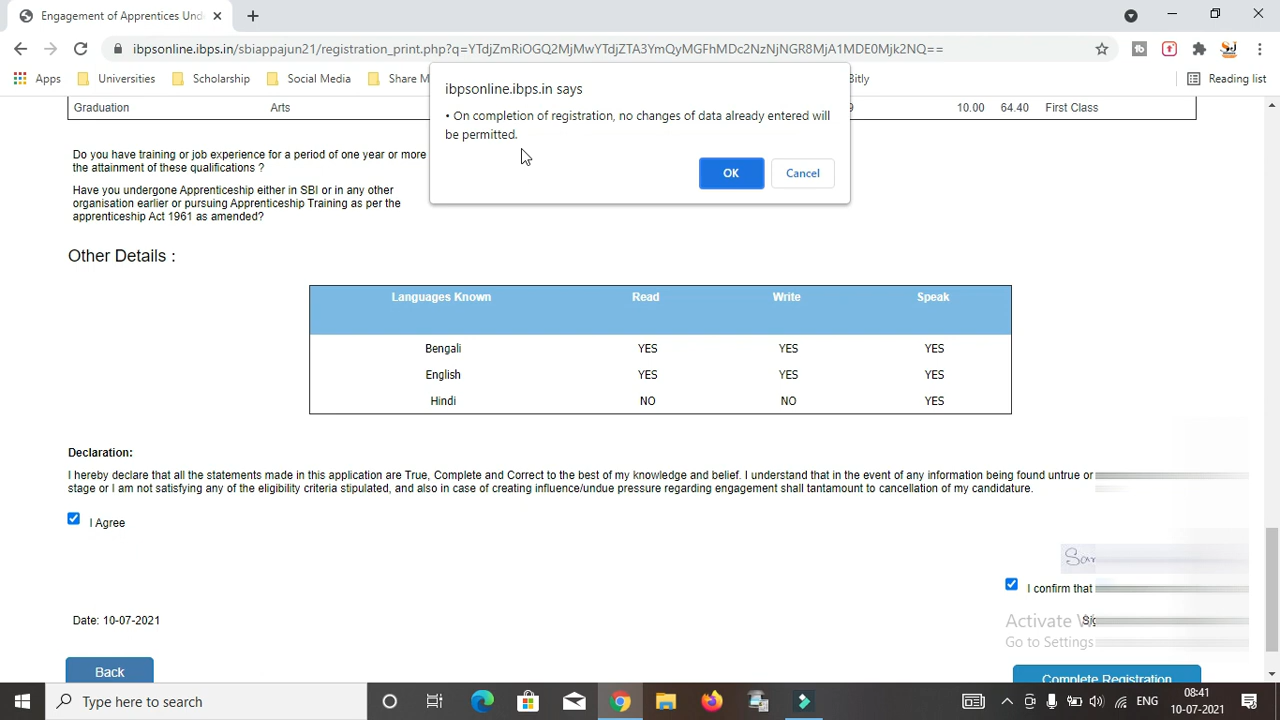 Engagement of Apprentices Und
ibpsonline.ibps.in/sbiappajun21/registration_print.php?q=YTdjZmRiOGQ2MjMwYTdjZTA3YmQyMGFhMDc2NzNjNGR8MjA1MDE0Mjk2NQ==
Apps Universities Scholarship Social Media Share M Bitly Reading list
ibpsonline.ibps.in says
• On completion of registration, no changes of data already entered will
be permitted.
OK Cancel
Graduation Arts 9 10.00 64.40 First Class
Do you have training or job experience for a period of one year or more
the attainment of these qualifications ?
Have you undergone Apprenticeship either in SBI or in any other
organisation earlier or pursuing Apprenticeship Training as per the
apprenticeship Act 1961 as amended?
Other Details :
Languages Known Read Write Speak
Bengali YES YES YES
English YES YES YES
Hindi NO NO YES
Declaration:
I hereby declare that all the statements made in this application are True, Complete and Correct to the best of my knowledge and belief. I understand that in the event of any information being found untrue or
stage or I am not satisfying any of the eligibility criteria stipulated, and also in case of creating influence/undue pressure regarding engagement shall tantamount to cancellation of my candidature.
I Agree
San
I confirm that
Date: 10-07-2021
Activate W
Go to Settings
Back
Complete Registration
Type here to search
ENG
08:41
10-07-2021